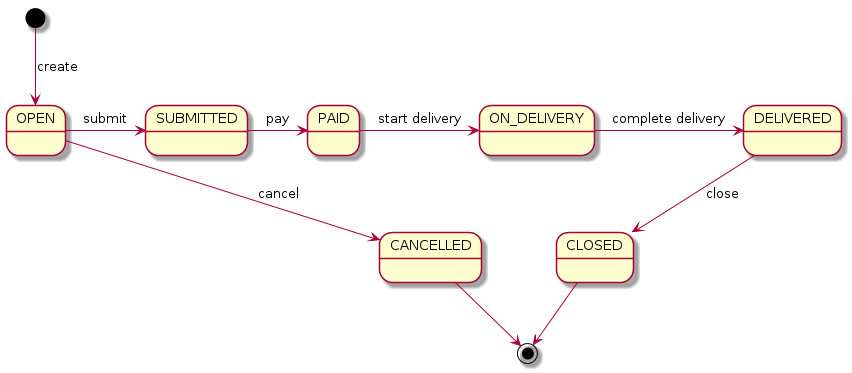 create
OPEN
submit
SUBMITTED
pay
PAID
start delivery
ON_DELIVERY
complete delivery
DELIVERED
cancel
close
CANCELLED
CLOSED